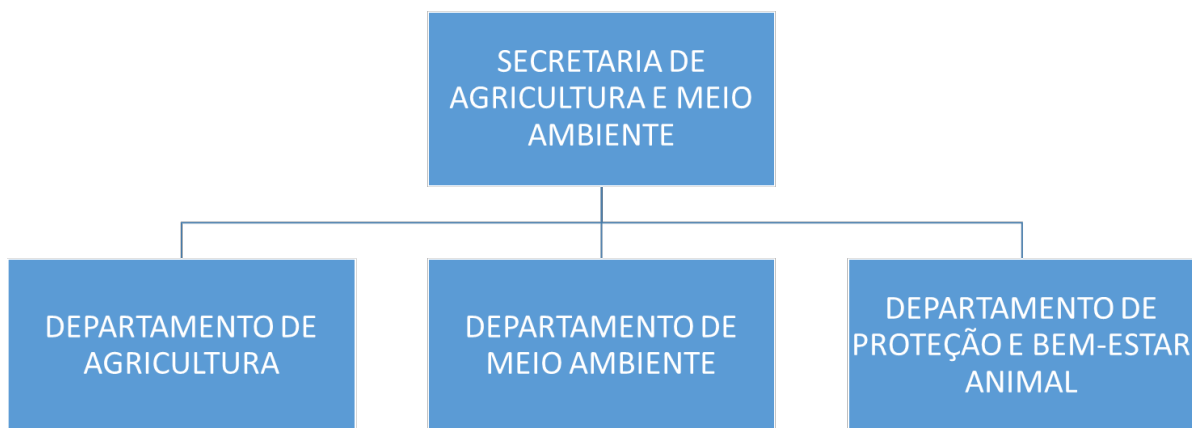 SECRETARIA DE
AGRICULTURA E MEIO
AMBIENTE
DEPARTAMENTO DE
AGRICULTURA
DEPARTAMENTO DE
MEIO AMBIENTE
DEPARTAMENTO DE
PROTEÇÃO E BEM-ESTAR
ANIMAL